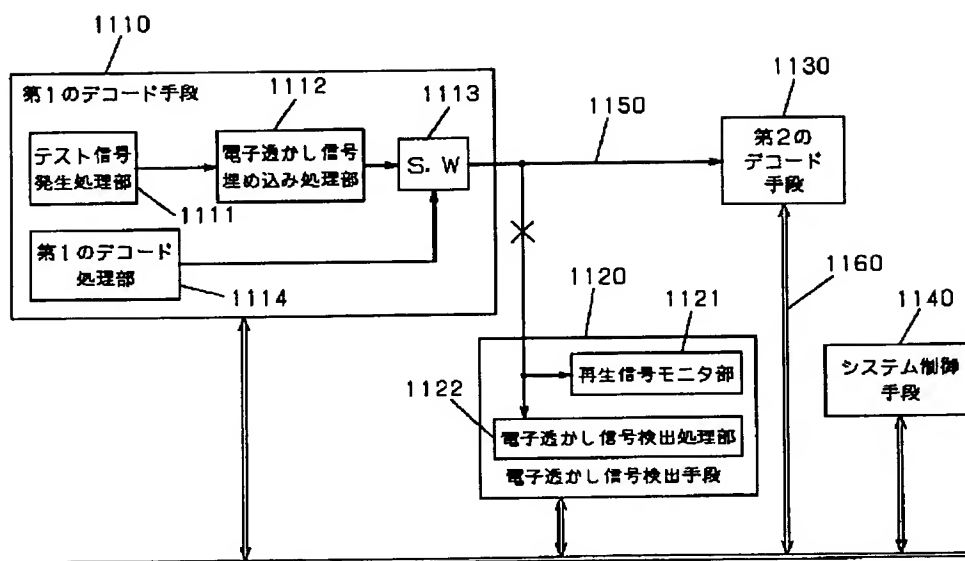 1110
第1のデコード手段
1112
1113
テスト信号
発生処理部
電子透かし信号
埋め込み処理部
S.W
1111
第1のデコード
処理部
1114
1150
1130
第2の
デコード
手段
1160
1120
1121
再生信号モニタ部
1122
電子透かし信号検出処理部
電子透かし信号検出手段
1140
システム制御
手段